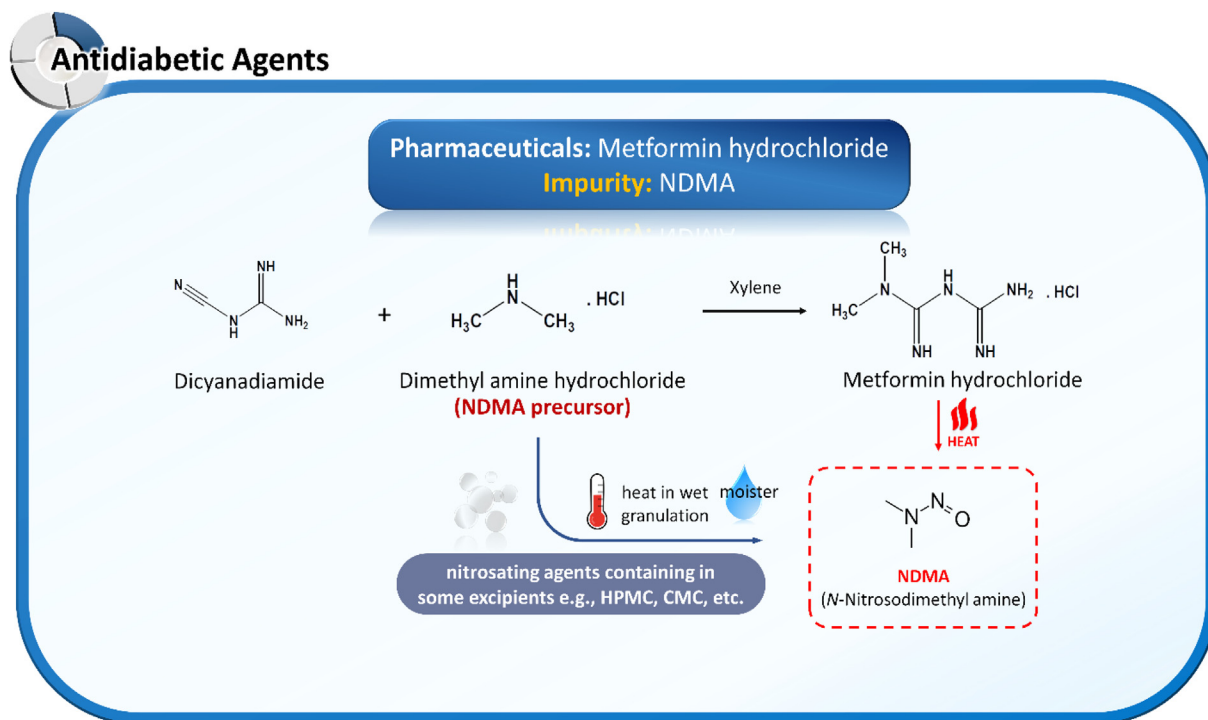 Antidiabetic Agents
Pharmaceuticals: Metformin hydrochloride
Impurity: NDMA
N
NH
N
H
NH2
+
H
N
H3C
CH3
. HCl
Xylene
CH3
H3C
N
H
N
NH2
. HCl
NH
NH
Dicyanadiamide
Dimethyl amine hydrochloride
(NDMA precursor)
Metformin hydrochloride
HEAT
heat in wet
granulation
moister
nitrosating agents containing in
some excipients e.g., HPMC, CMC, etc.
N
N
O
NDMA
(N-Nitrosodimethyl amine)